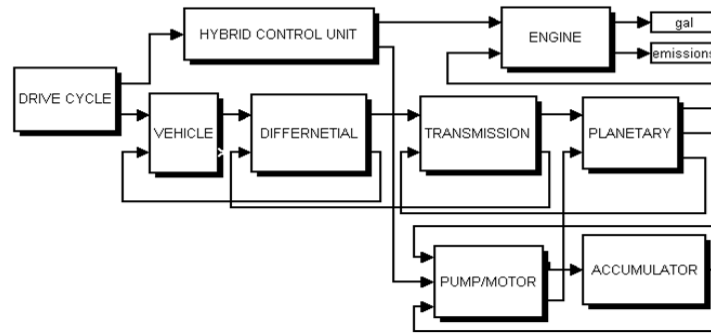 HYBRID CONTROL UNIT
ENGINE
gal
emissions
DRIVE CYCLE
VEHICLE
DIFFERNETIAL
TRANSMISSION
PLANETARY
PUMP/MOTOR
ACCUMULATOR